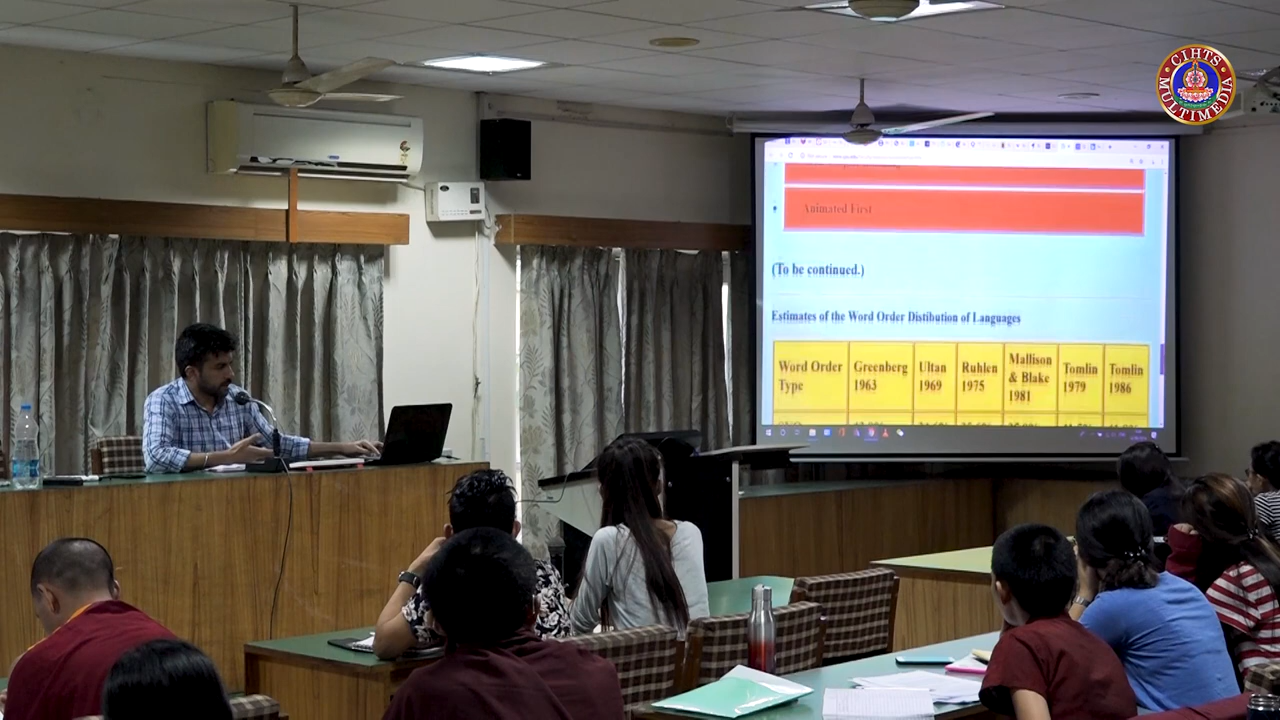 CIHTS
MULTIMEDIA
Animated First
(To be continued.)
Estimates of the Word Order Distibution of Languages
Word Order Type
Greenberg 1963
Ultan 1969
Ruhlen 1975
Mallison & Blake 1981
Tomlin 1979
Tomlin 1986